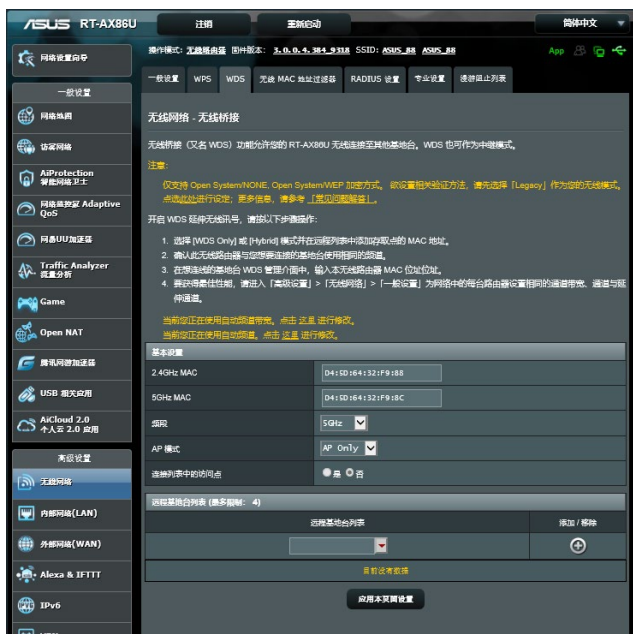 ASUS RT-AX86U 注销 重新启动 简体中文
操作模式: 无线路由器 固件版本: 3.0.0.4.384_9318 SSID: ASUS_88 ASUS_88 App
网络设置向导
一般设置 WPS WDS 无线 MAC 地址过滤器 RADIUS 设置 专业设置 漫游阻止列表
一般设置
网络地图
访客网络
AiProtection
智能网络卫士
网络监控器 Adaptive
QoS
网易UU加速器
Traffic Analyzer
流量分析
Game
Open NAT
腾讯网游加速器
USB 相关应用
AiCloud 2.0
个人云 2.0 应用
高级设置
无线网络
内部网络(LAN)
外部网络(WAN)
Alexa & IFTTT
IPv6
无线网络 - 无线桥接
无线桥接（又名 WDS）功能允许您的 RT-AX86U 无线连接至其他基地台。WDS 也可作为中继模式。
注意:
仅支持 Open System/NONE, Open System/WEP 加密方式。欲设置相关验证方法，请先选择「Legacy」作为您的无线模式。
点选此处进行设定；更多信息，请参考 「常见问题解答」。
开启 WDS 延伸无线讯号，请按以下步骤操作:
1. 选择 [WDS Only] 或 [Hybrid] 模式并在远程列表中添加存取点的 MAC 地址。
2. 确认此无线路由器与您想要连接的基地台使用相同的频道。
3. 在想连线的基地台 WDS 管理介面中，输入本无线路由器 MAC 位址位址。
4. 要获得最佳性能，请进入「高级设置」>「无线网络」>「一般设置」为网络中的每台路由器设置相同的通道带宽、通道与延
伸通道。
当前您正在使用自动频道带宽。点击 这里 进行修改。
当前您正在使用自动频道。点击 这里 进行修改。
基本设置
2.4GHz MAC D4:5D:64:32:F9:88
5GHz MAC D4:5D:64:32:F9:8C
频段 5GHz
AP 模式 AP Only
连接列表中的访问点 是 否
远程基地台列表 (最多限制: 4)
远程基地台列表 添加 / 移除
目前没有数据
应用本页面设置